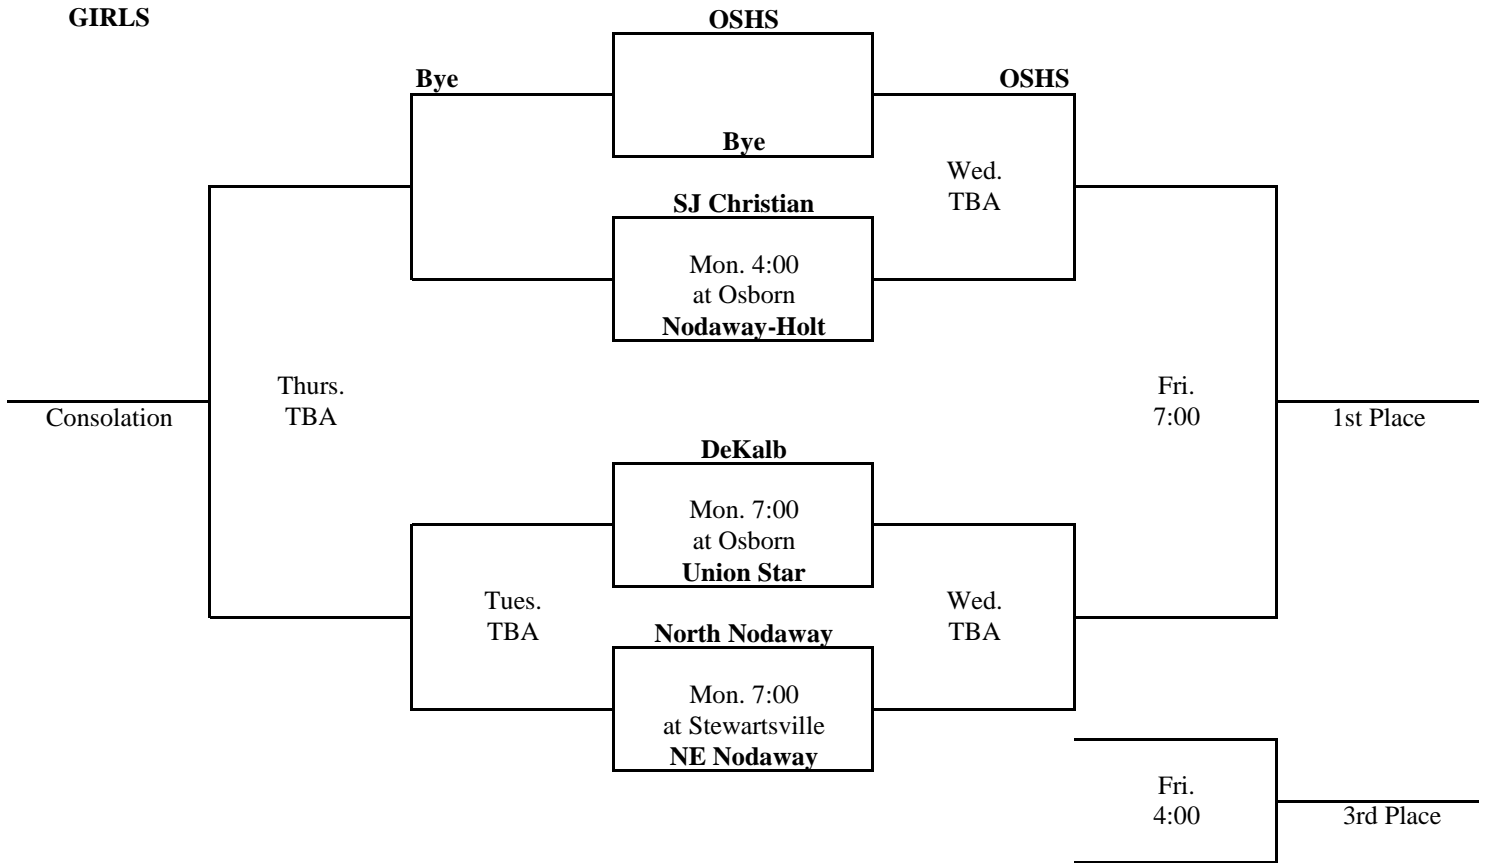 GIRLS
OSHS
Bye
OSHS
Bye
Wed.
TBA
SJ Christian
Mon. 4:00
at Osborn
Nodaway-Holt
Thurs.
TBA
Fri.
7:00
Consolation
1st Place
DeKalb
Mon. 7:00
at Osborn
Union Star
Tues.
TBA
Wed.
TBA
North Nodaway
Mon. 7:00
at Stewartsville
NE Nodaway
Fri.
4:00
3rd Place